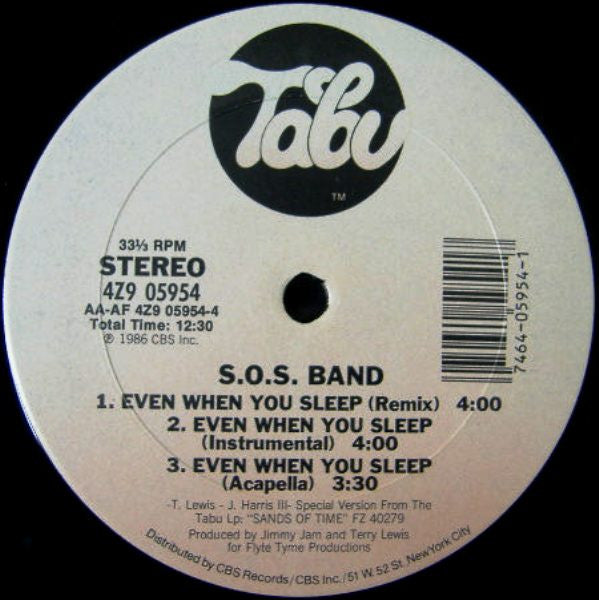 Tabu
TM
33⅓ RPM
STEREO
4Z9 05954
AA-AF 4Z9 05954-4
Total Time: 12:30
℗ 1986 CBS Inc.
7464-05954-1
S.O.S. BAND
1. EVEN WHEN YOU SLEEP (Remix) 4:00
2. EVEN WHEN YOU SLEEP
(Instrumental) 4:00
3. EVEN WHEN YOU SLEEP
(Acapella) 3:30
-T. Lewis - J. Harris III- Special Version From The
Tabu Lp: "SANDS OF TIME" FZ 40279
Produced by Jimmy Jam and Terry Lewis
for Flyte Tyme Productions
Distributed by CBS Records/CBS Inc./51 W. 52 St. New York City